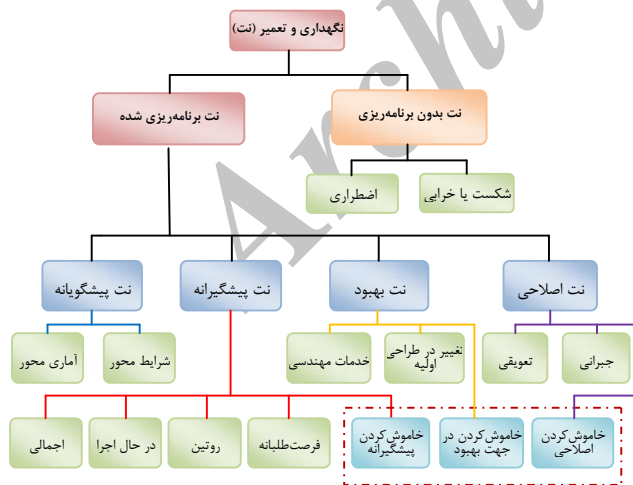 نگهداری و تعمیر (نت)
نت بدون برنامه‌ریزی
نت برنامه‌ریزی شده
شکست یا خرابی
اضطراری
نت اصلاحی
نت بهبود
نت پیشگیرانه
نت پیشگویانه
جبرانی
تعویقی
تغییر در طراحی
اولیه
خدمات مهندسی
شرایط محور
آماری محور
خاموش‌کردن
اصلاحی
خاموش‌کردن در
جهت بهبود
خاموش‌کردن
پیشگیرانه
فرصت‌طلبانه
روتین
در حال اجرا
اجمالی